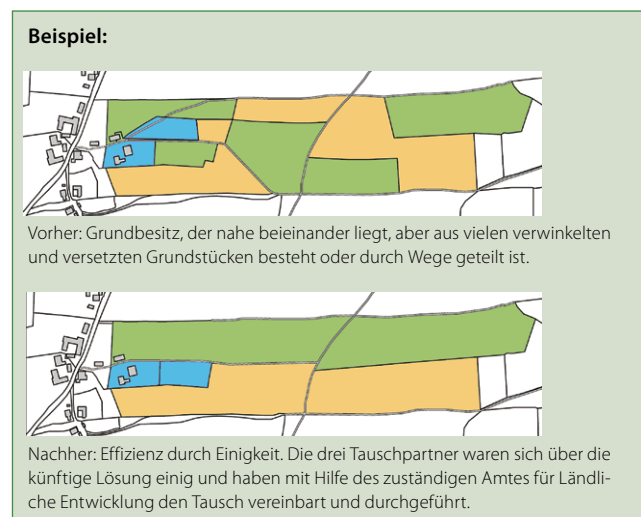 Beispiel:
Vorher: Grundbesitz, der nahe beieinander liegt, aber aus vielen verwinkelten
und versetzten Grundstücken besteht oder durch Wege geteilt ist.
Nachher: Effizienz durch Einigkeit. Die drei Tauschpartner waren sich über die
künftige Lösung einig und haben mit Hilfe des zuständigen Amtes für Ländli-
che Entwicklung den Tausch vereinbart und durchgeführt.